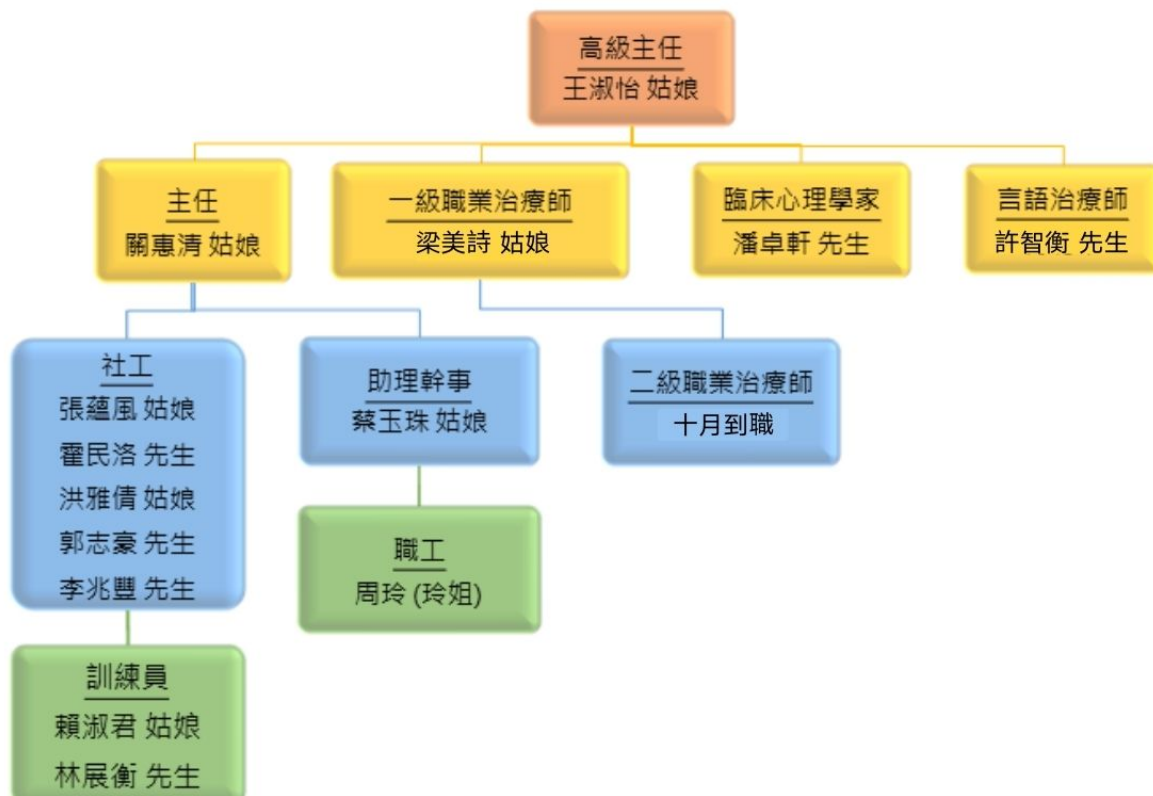 高級主任
王淑怡 姑娘
主任
關惠清 姑娘
一級職業治療師
梁美詩 姑娘
臨床心理學家
潘卓軒 先生
言語治療師
許智衡 先生
社工
張蘊風 姑娘
霍民洛 先生
洪雅倩 姑娘
郭志豪 先生
李兆豐 先生
助理幹事
蔡玉珠 姑娘
二級職業治療師
十月到職
職工
周玲 (玲姐)
訓練員
賴淑君 姑娘
林展衡 先生